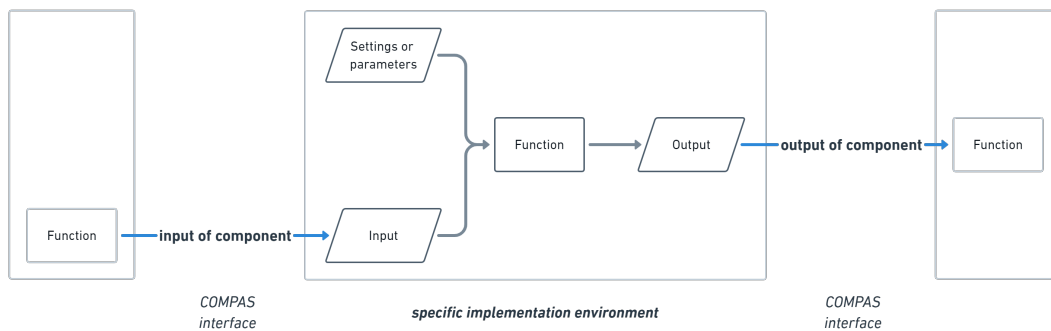 Settings or
parameters
Function
Output
output of component
Function
Function
input of component
Input
COMPAS
interface
specific implementation environment
COMPAS
interface